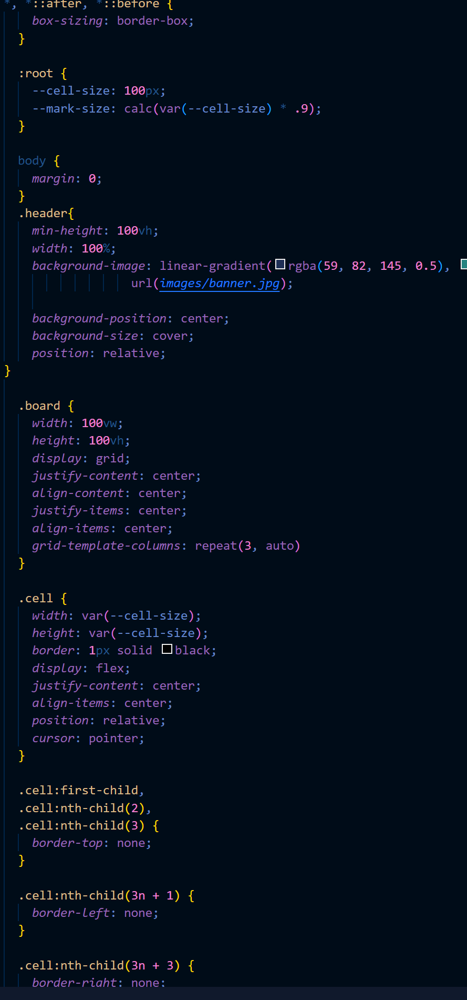 *, *::after, *::before {
box-sizing: border-box;
}
:root {
--cell-size: 100px;
--mark-size: calc(var(--cell-size) * .9);
}
body {
margin: 0;
}
.header{
min-height: 100vh;
width: 100%;
background-image: linear-gradient(rgba(59, 82, 145, 0.5),
url(images/banner.jpg);
background-position: center;
background-size: cover;
position: relative;
}
.board {
width: 100vw;
height: 100vh;
display: grid;
justify-content: center;
align-content: center;
justify-items: center;
align-items: center;
grid-template-columns: repeat(3, auto)
}
.cell {
width: var(--cell-size);
height: var(--cell-size);
border: 1px solid black;
display: flex;
justify-content: center;
align-items: center;
position: relative;
cursor: pointer;
}
.cell:first-child,
.cell:nth-child(2),
.cell:nth-child(3) {
border-top: none;
}
.cell:nth-child(3n + 1) {
border-left: none;
}
.cell:nth-child(3n + 3) {
border-right: none;